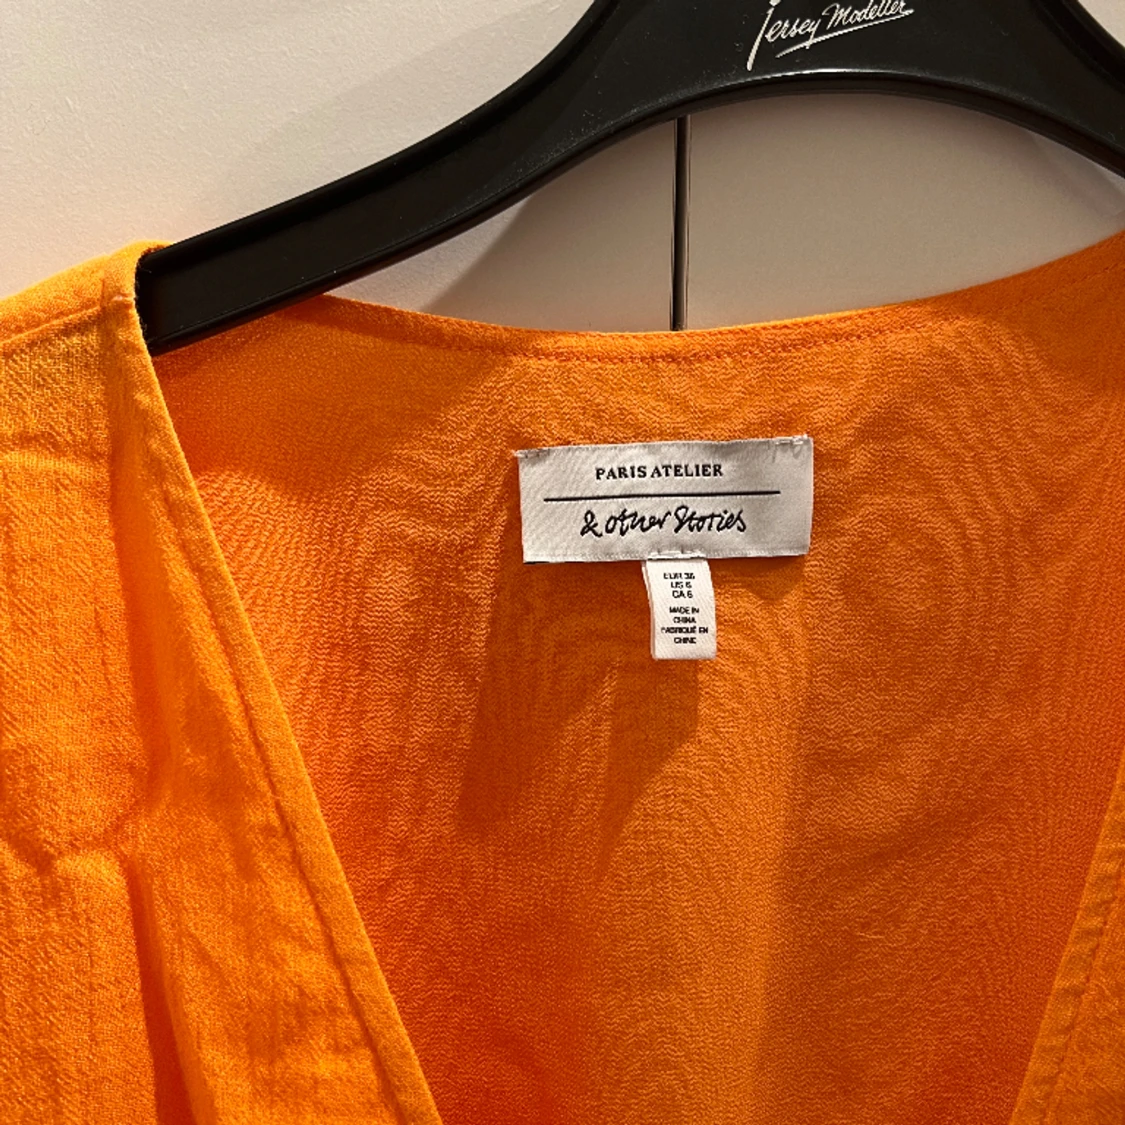 Jersey Modeller
PARIS ATELIER
& other Stories
EUR 36
US 6
CA 6
MADE IN
CHINA
FABRIQUÉ EN
CHINE